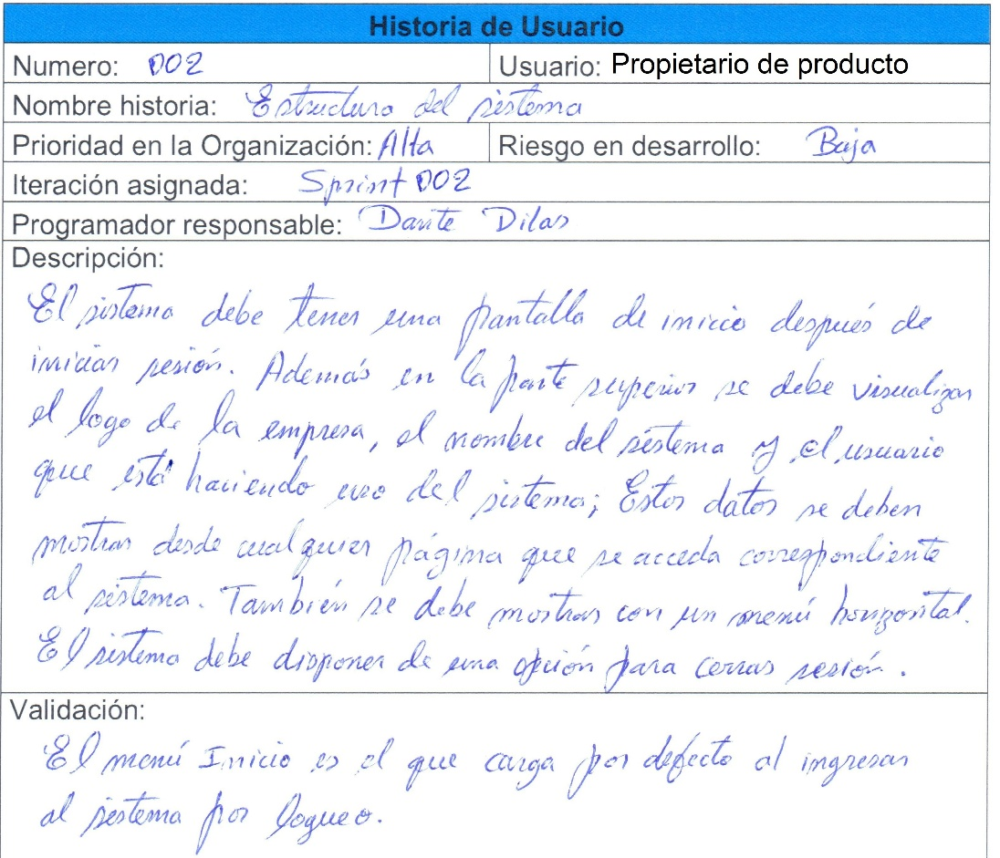 Historia de Usuario
Numero: 002 Usuario: Propietario de producto
Nombre historia: Estructura del sistema
Prioridad en la Organización: Alta Riesgo en desarrollo: Baja
Iteración asignada: Sprint 002
Programador responsable: Dante Dilas
Descripción:
El sistema debe tener una pantalla de inicio después de
iniciar sesión. Además en la parte superior se debe visualizar
el logo de la empresa, el nombre del sistema y el usuario
que está haciendo uso del sistema; Estos datos se deben
mostrar desde cualquier página que se acceda correspondiente
al sistema. También se debe mostrar con un menú horizontal.
El sistema debe disponer de una opción para cerrar sesión.
Validación:
El menú Inicio es el que carga por defecto al ingresar
al sistema por logueo.